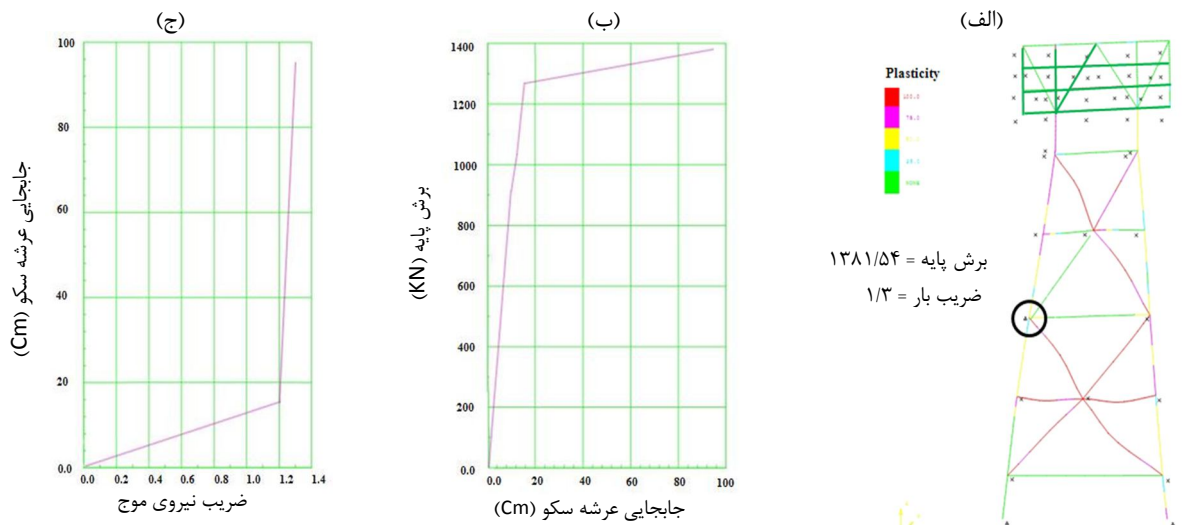 (الف)
Plasticity
برش پایه = ۱۳۸۱/۵۴
ضریب بار = ۱/۳
(ب)
1400
1200
1000
800
600
400
200
0.0
0.0 20 40 60 80 100
برش پایه (KN)
جابجایی عرشه سکو (Cm)
(ج)
100
80
60
40
20
0.0
0.0 0.2 0.4 0.6 0.8 1.0 1.2 1.4
جابجایی عرشه سکو (Cm)
ضریب نیروی موج